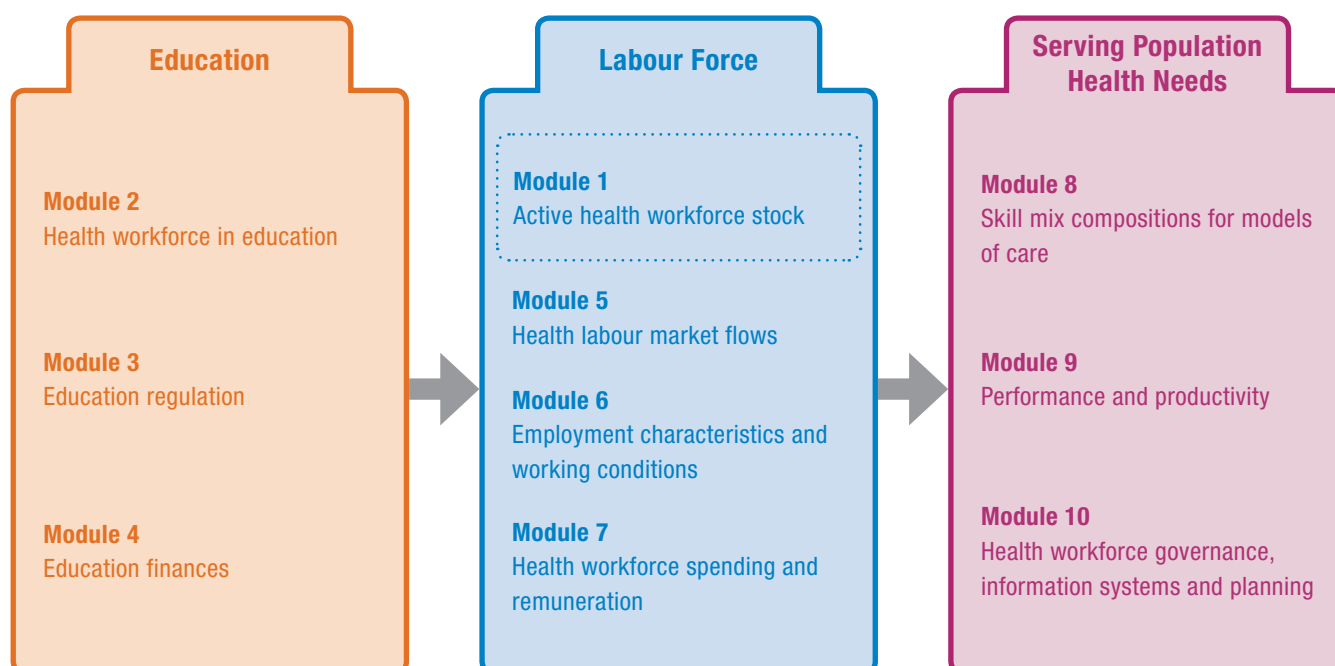 Education
Module 2
Health workforce in education
Module 3
Education regulation
Module 4
Education finances
Labour Force
Module 1
Active health workforce stock
Module 5
Health labour market flows
Module 6
Employment characteristics and
working conditions
Module 7
Health workforce spending and
remuneration
Serving Population
Health Needs
Module 8
Skill mix compositions for models
of care
Module 9
Performance and productivity
Module 10
Health workforce governance,
information systems and planning